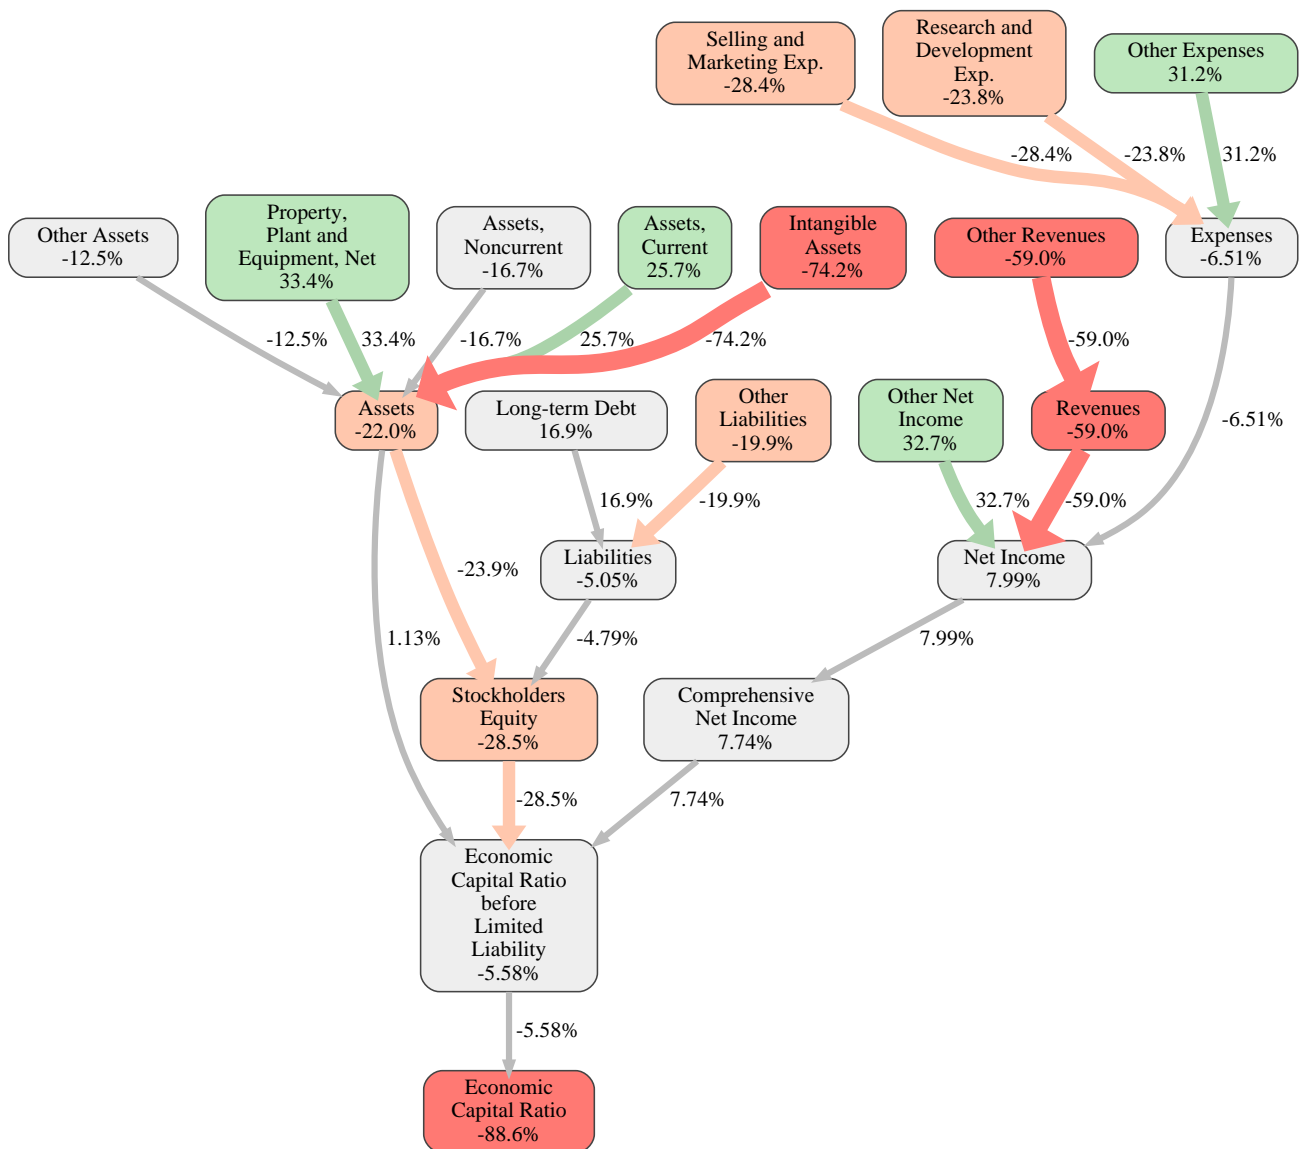 Selling and
Marketing Exp.
-28.4%
Research and
Development
Exp.
-23.8%
Other Expenses
31.2%
-28.4%
-23.8%
31.2%
Other Assets
-12.5%
Property,
Plant and
Equipment, Net
33.4%
Assets,
Noncurrent
-16.7%
Assets,
Current
25.7%
Intangible
Assets
-74.2%
Other Revenues
-59.0%
Expenses
-6.51%
-12.5%
33.4%
-16.7%
25.7%
-74.2%
-59.0%
Assets
-22.0%
Long-term Debt
16.9%
Other
Liabilities
-19.9%
Other Net
Income
32.7%
Revenues
-59.0%
-6.51%
16.9%
-19.9%
32.7%
-59.0%
-23.9%
Liabilities
-5.05%
Net Income
7.99%
1.13%
-4.79%
7.99%
Stockholders
Equity
-28.5%
Comprehensive
Net Income
7.74%
-28.5%
7.74%
Economic
Capital Ratio
before
Limited
Liability
-5.58%
-5.58%
Economic
Capital Ratio
-88.6%